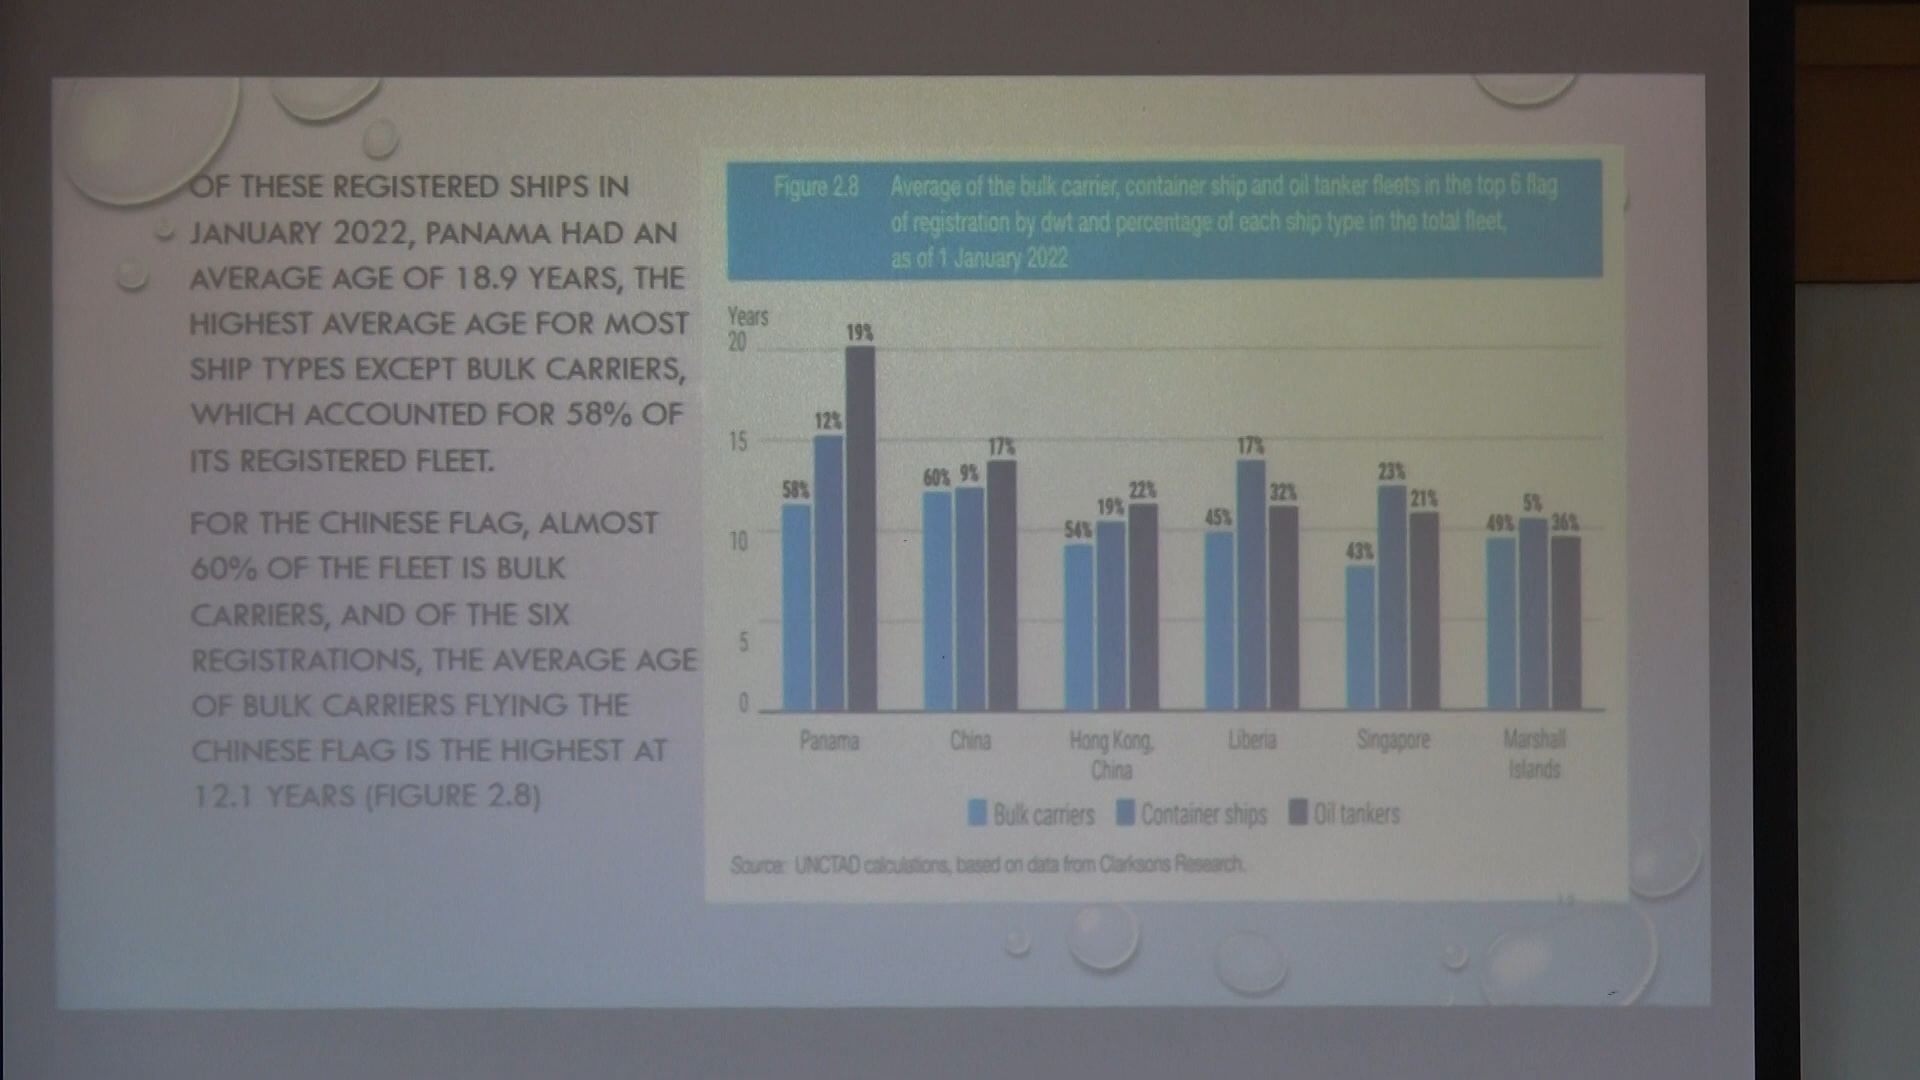 OF THESE REGISTERED SHIPS IN
JANUARY 2022, PANAMA HAD AN
AVERAGE AGE OF 18.9 YEARS, THE
HIGHEST AVERAGE AGE FOR MOST
SHIP TYPES EXCEPT BULK CARRIERS,
WHICH ACCOUNTED FOR 58% OF
ITS REGISTERED FLEET.
FOR THE CHINESE FLAG, ALMOST
60% OF THE FLEET IS BULK
CARRIERS, AND OF THE SIX
REGISTRATIONS, THE AVERAGE AGE
OF BULK CARRIERS FLYING THE
CHINESE FLAG IS THE HIGHEST AT
12.1 YEARS (FIGURE 2.8)
Figure 2.8 Average of the bulk carrier, container ship and oil tanker fleets in the top 6 flag
of registration by dwt and percentage of each ship type in the total fleet,
as of 1 January 2022
Years
20
15
10
5
0
58% 12% 19%
60% 9% 17%
54% 19% 22%
45% 17% 32%
43% 23% 21%
49% 5% 36%
Panama
China
Hong Kong,
China
Liberia
Singapore
Marshall
Islands
Bulk carriers Container ships Oil tankers
Source: UNCTAD calculations, based on data from Clarksons Research.